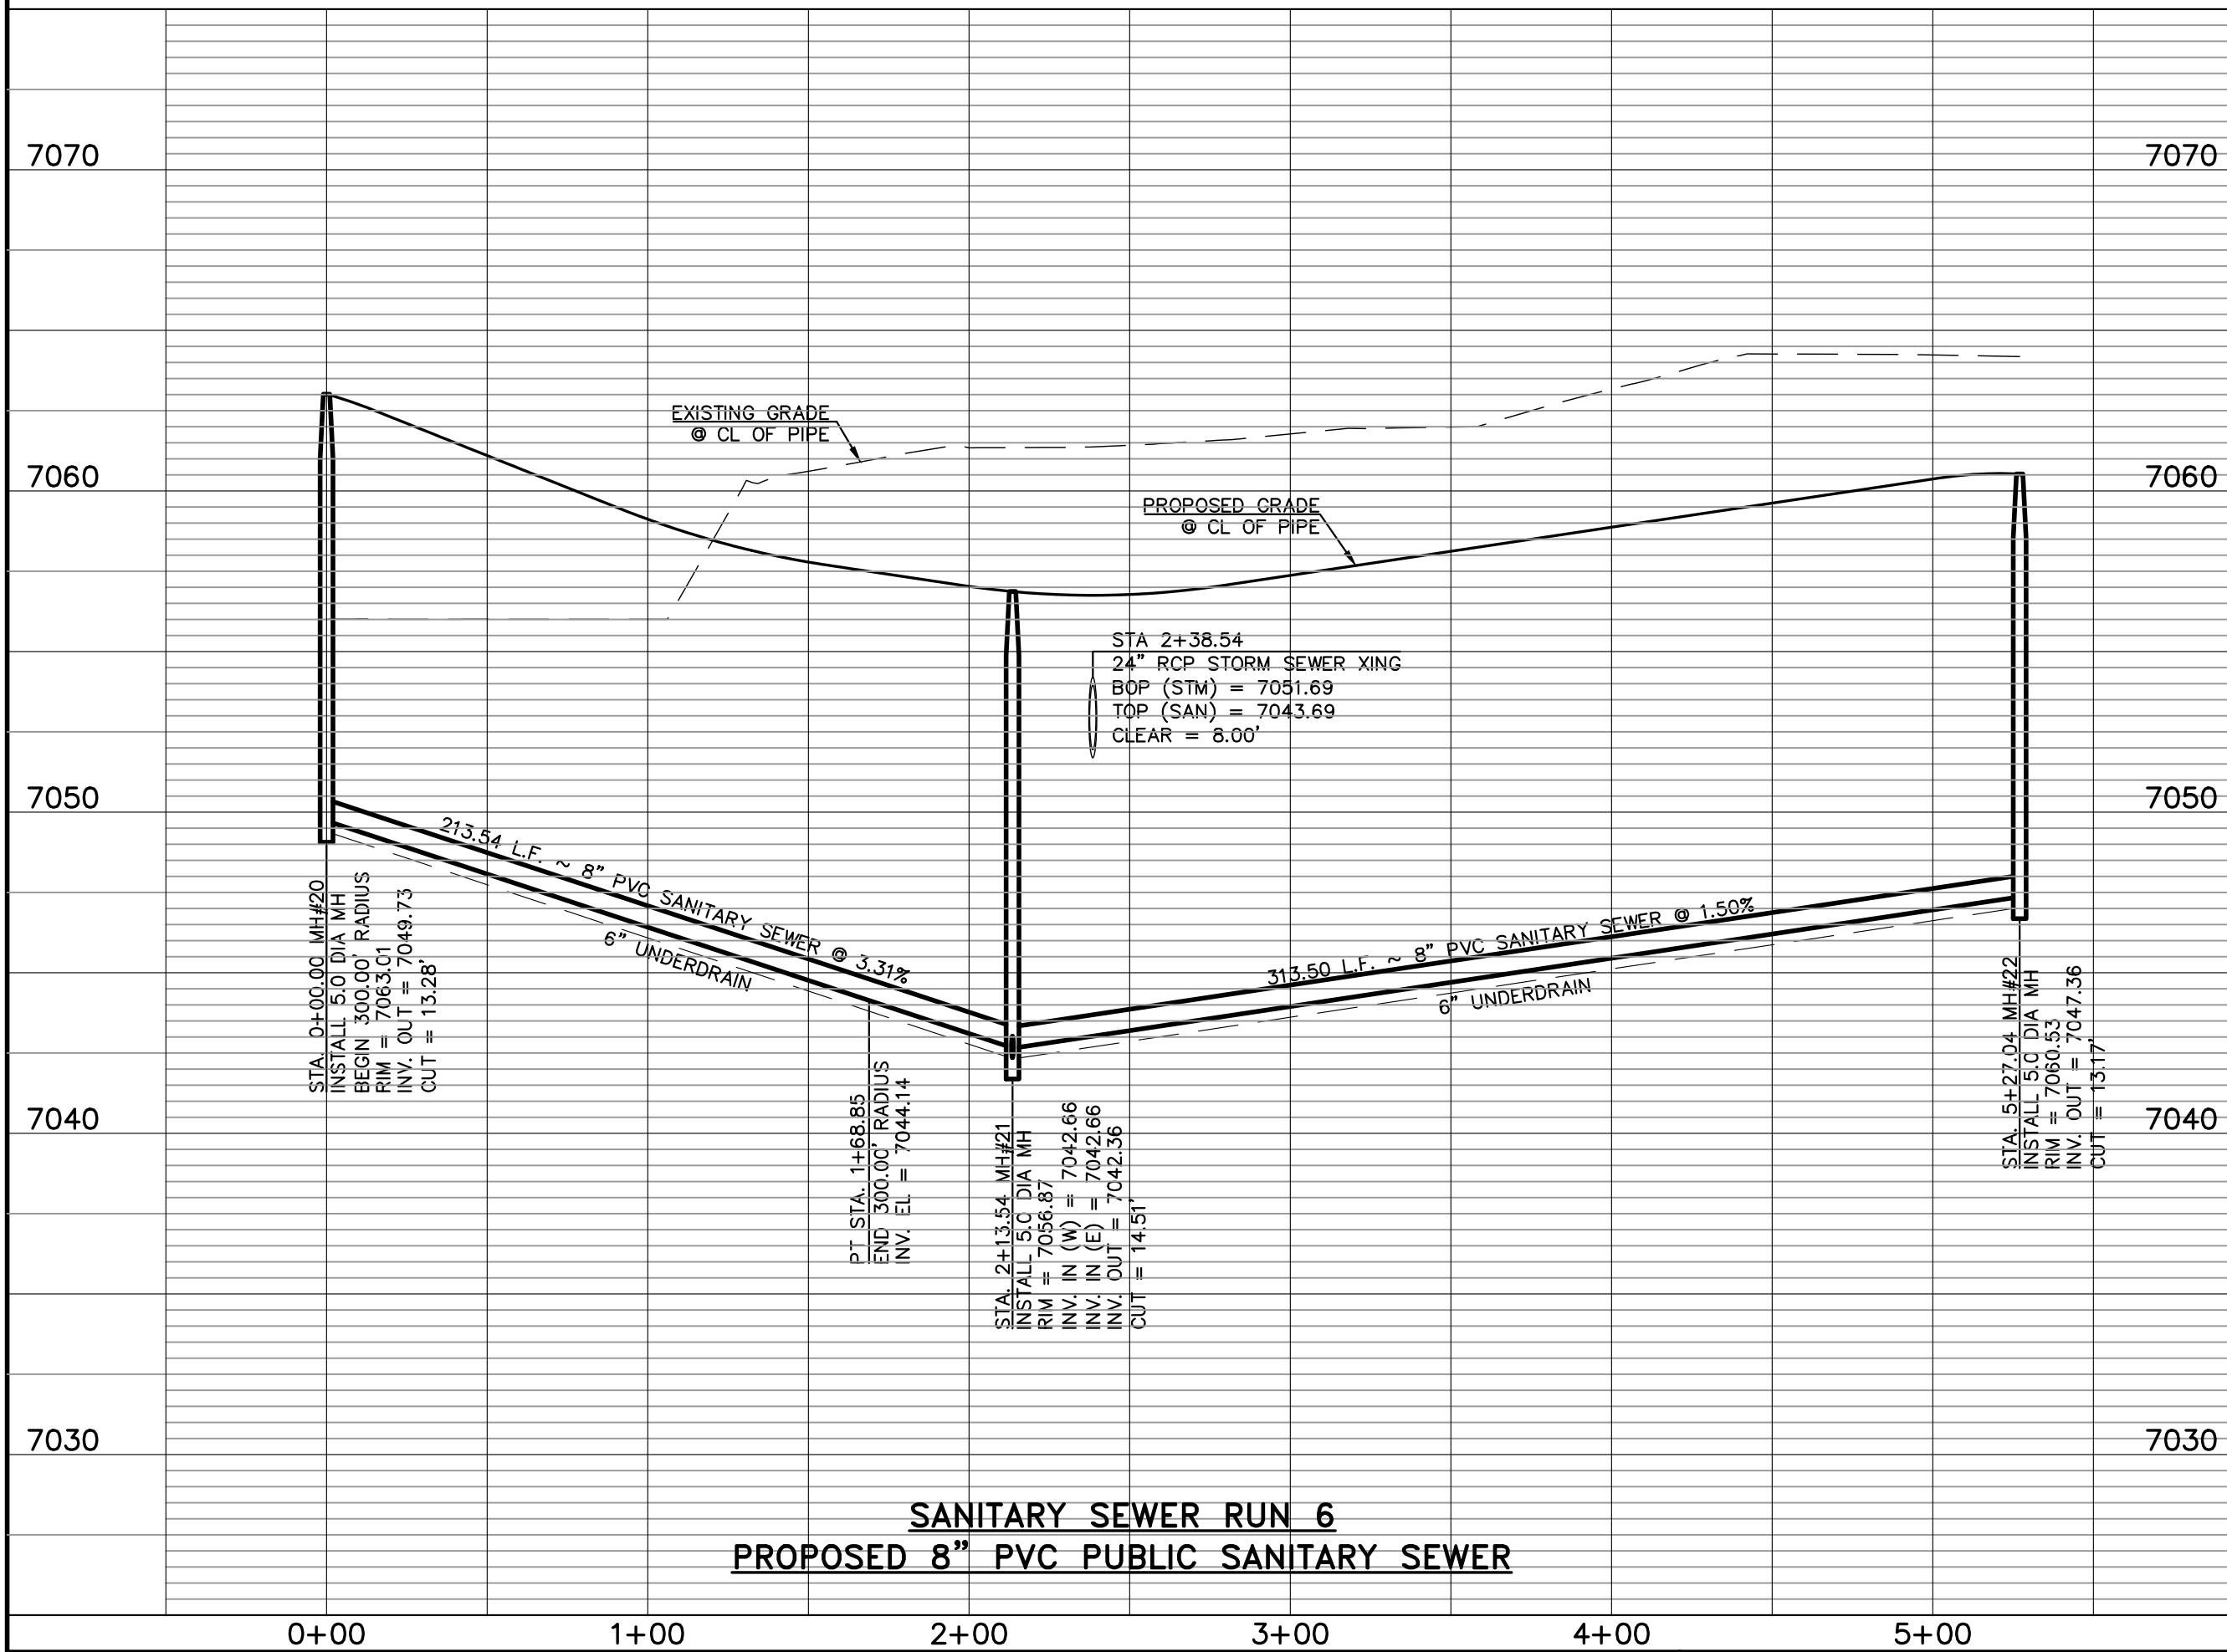 7070
7070
7060
7060
7050
7050
7040
7040
7030
7030
EXISTING GRADE
@ CL OF PIPE
PROPOSED GRADE
@ CL OF PIPE
STA 2+38.54
24" RCP STORM SEWER XING
BOP (STM) = 7051.69
TOP (SAN) = 7043.69
CLEAR = 8.00'
213.54 L.F. ~ 8" PVC SANITARY SEWER @ 3.31%
6" UNDERDRAIN
313.50 L.F. ~ 8" PVC SANITARY SEWER @ 1.50%
6" UNDERDRAIN
STA. 0+00.00 MH#20
INSTALL 5.0 DIA MH
BEGIN 300.00' RADIUS
RIM = 7063.01
INV. OUT = 7049.73
CUT = 13.28'
PT STA. 1+68.85
END 300.00' RADIUS
INV. EL = 7044.14
STA. 2+13.54 MH#21
INSTALL 5.0 DIA MH
RIM = 7056.87
INV. IN (W) = 7042.66
INV. IN (E) = 7042.66
INV. OUT = 7042.36
CUT = 14.51'
STA. 5+27.04 MH#22
INSTALL 5.0 DIA MH
RIM = 7060.53
INV. OUT = 7047.36
CUT = 13.17'
SANITARY SEWER RUN 6
PROPOSED 8" PVC PUBLIC SANITARY SEWER
0+00
1+00
2+00
3+00
4+00
5+00